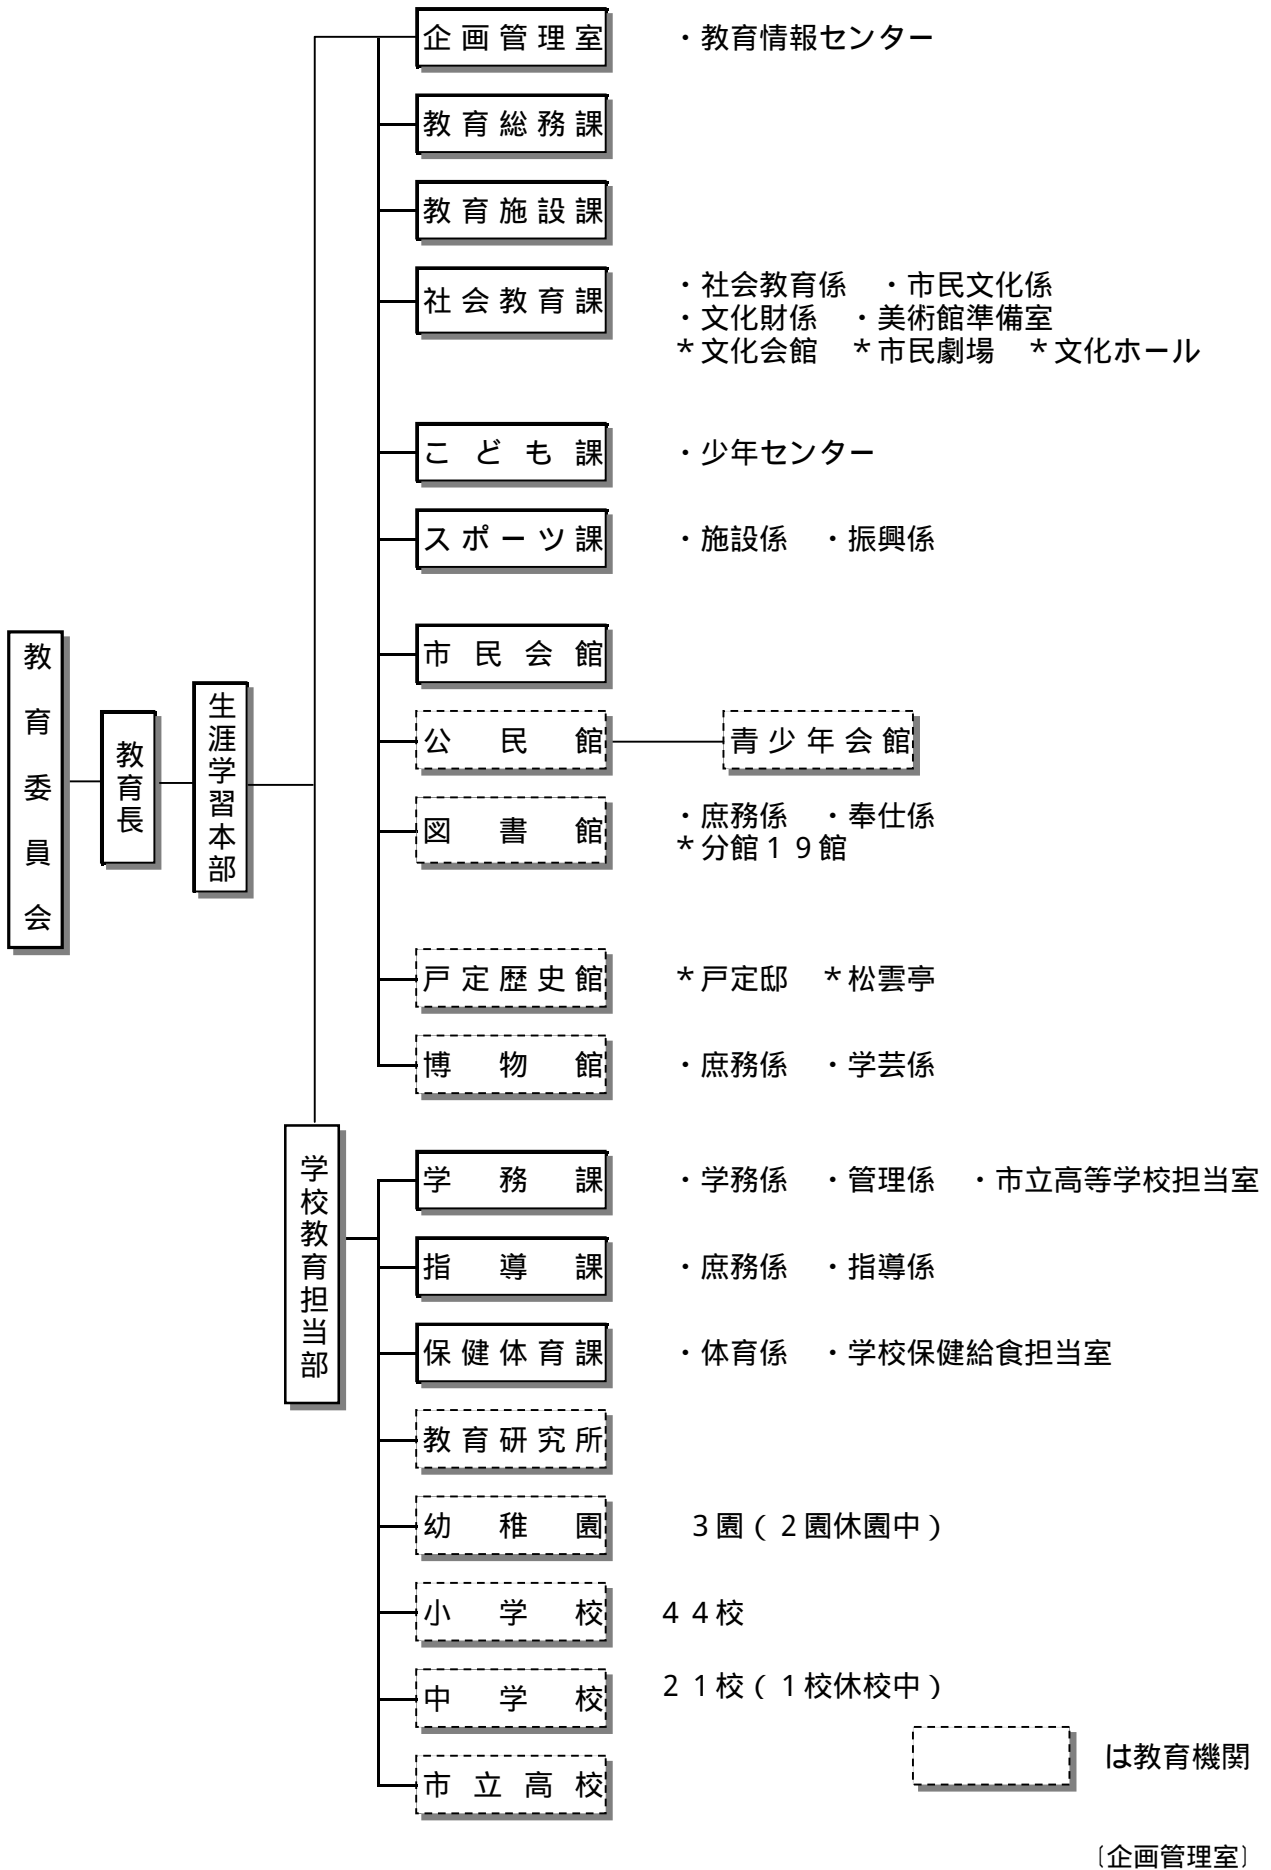 企画管理室　・教育情報センター
教育総務課
教育施設課
社会教育課　・社会教育係　・市民文化係
・文化財係　・美術館準備室
＊文化会館　＊市民劇場　＊文化ホール
こども課　・少年センター
スポーツ課　・施設係　・振興係
教育委員会
教育長
生涯学習本部
市民会館
公民館　青少年会館
図書館　・庶務係　・奉仕係
＊分館１９館
戸定歴史館　＊戸定邸　＊松雲亭
博物館　・庶務係　・学芸係
学校教育担当部
学務課　・学務係　・管理係　・市立高等学校担当室
指導課　・庶務係　・指導係
保健体育課　・体育係　・学校保健給食担当室
教育研究所
幼稚園　３園（２園休園中）
小学校　４４校
中学校　２１校（１校休校中）
市立高校
は教育機関
〔企画管理室〕